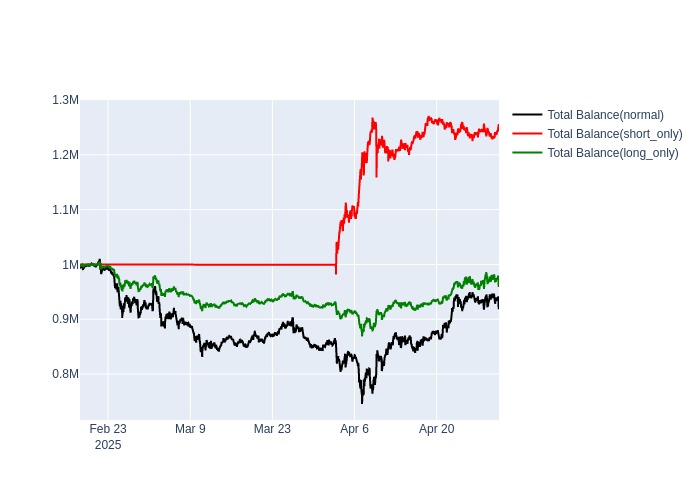 1.3M
1.2M
1.1M
1M
0.9M
0.8M
Feb 23
2025
Mar 9
Mar 23
Apr 6
Apr 20
Total Balance(normal)
Total Balance(short_only)
Total Balance(long_only)